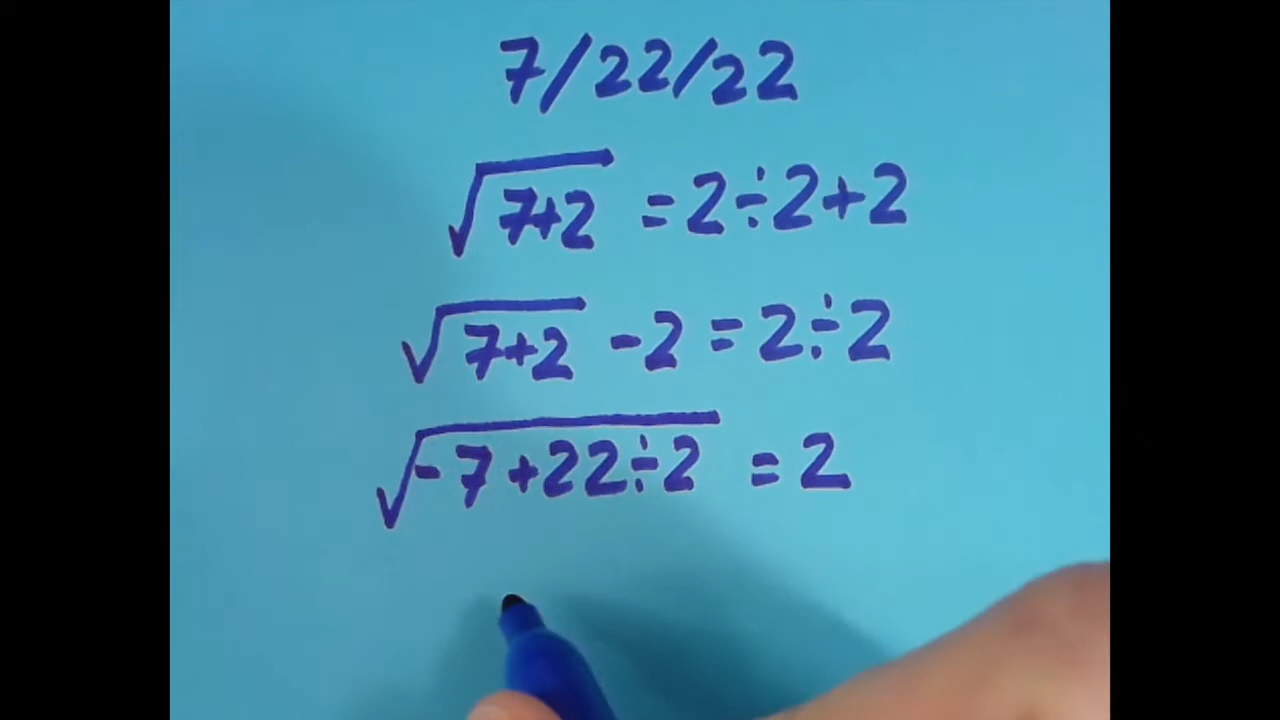 7/22/22
√7+2 = 2÷2+2
√7+2 -2 = 2÷2
√-7+22÷2 = 2